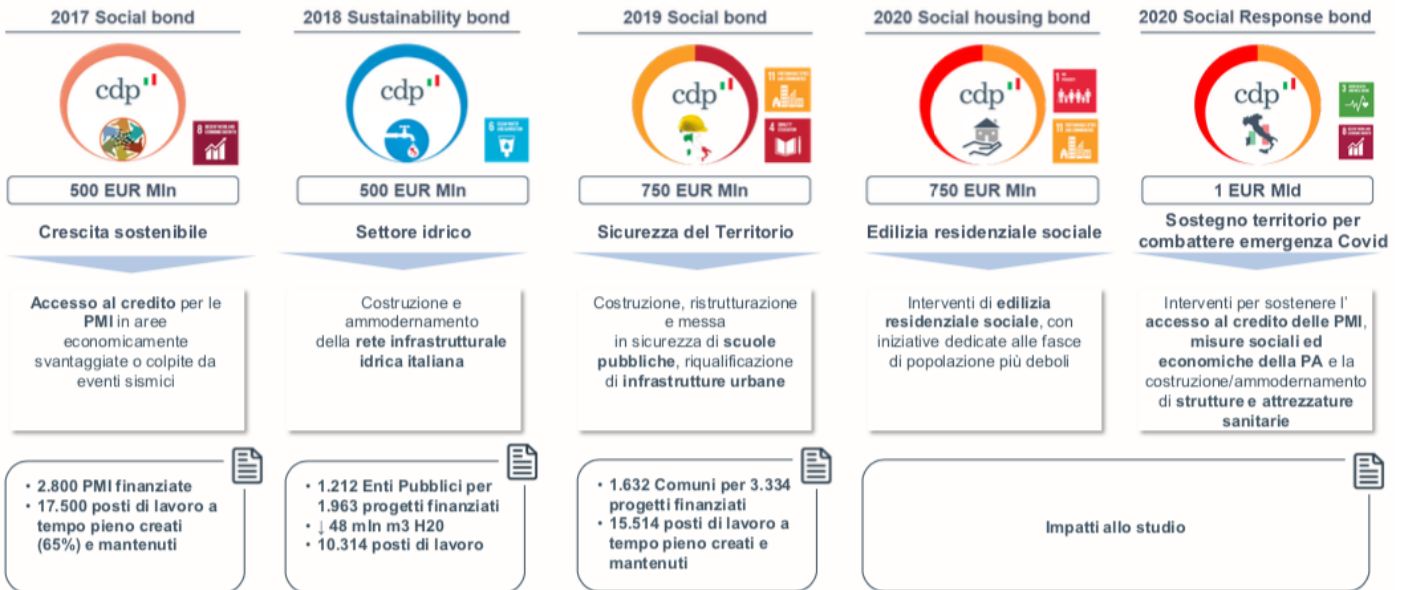 2017 Social bond
cdp
8
500 EUR Mln
Crescita sostenibile
Accesso al credito per le
PMI in aree
economicamente
svantaggiate o colpite da
eventi sismici
• 2.800 PMI finanziate
• 17.500 posti di lavoro a
tempo pieno creati
(65%) e mantenuti
2018 Sustainability bond
cdp
6
500 EUR Mln
Settore idrico
Costruzione e
ammodernamento
della rete infrastrutturale
idrica italiana
• 1.212 Enti Pubblici per
1.963 progetti finanziati
• ↓ 48 mln m3 H20
• 10.314 posti di lavoro
2019 Social bond
cdp
11
4
750 EUR Mln
Sicurezza del Territorio
Costruzione, ristrutturazione
e messa
in sicurezza di scuole
pubbliche, riqualificazione
di infrastrutture urbane
• 1.632 Comuni per 3.334
progetti finanziati
• 15.514 posti di lavoro a
tempo pieno creati e
mantenuti
2020 Social housing bond
cdp
1
11
750 EUR Mln
Edilizia residenziale sociale
Interventi di edilizia
residenziale sociale, con
iniziative dedicate alle fasce
di popolazione più deboli
2020 Social Response bond
cdp
3
8
1 EUR Mld
Sostegno territorio per
combattere emergenza Covid
Interventi per sostenere l'
accesso al credito delle PMI,
misure sociali ed
economiche della PA e la
costruzione/ammodernamento
di strutture e attrezzature
sanitarie
Impatti allo studio